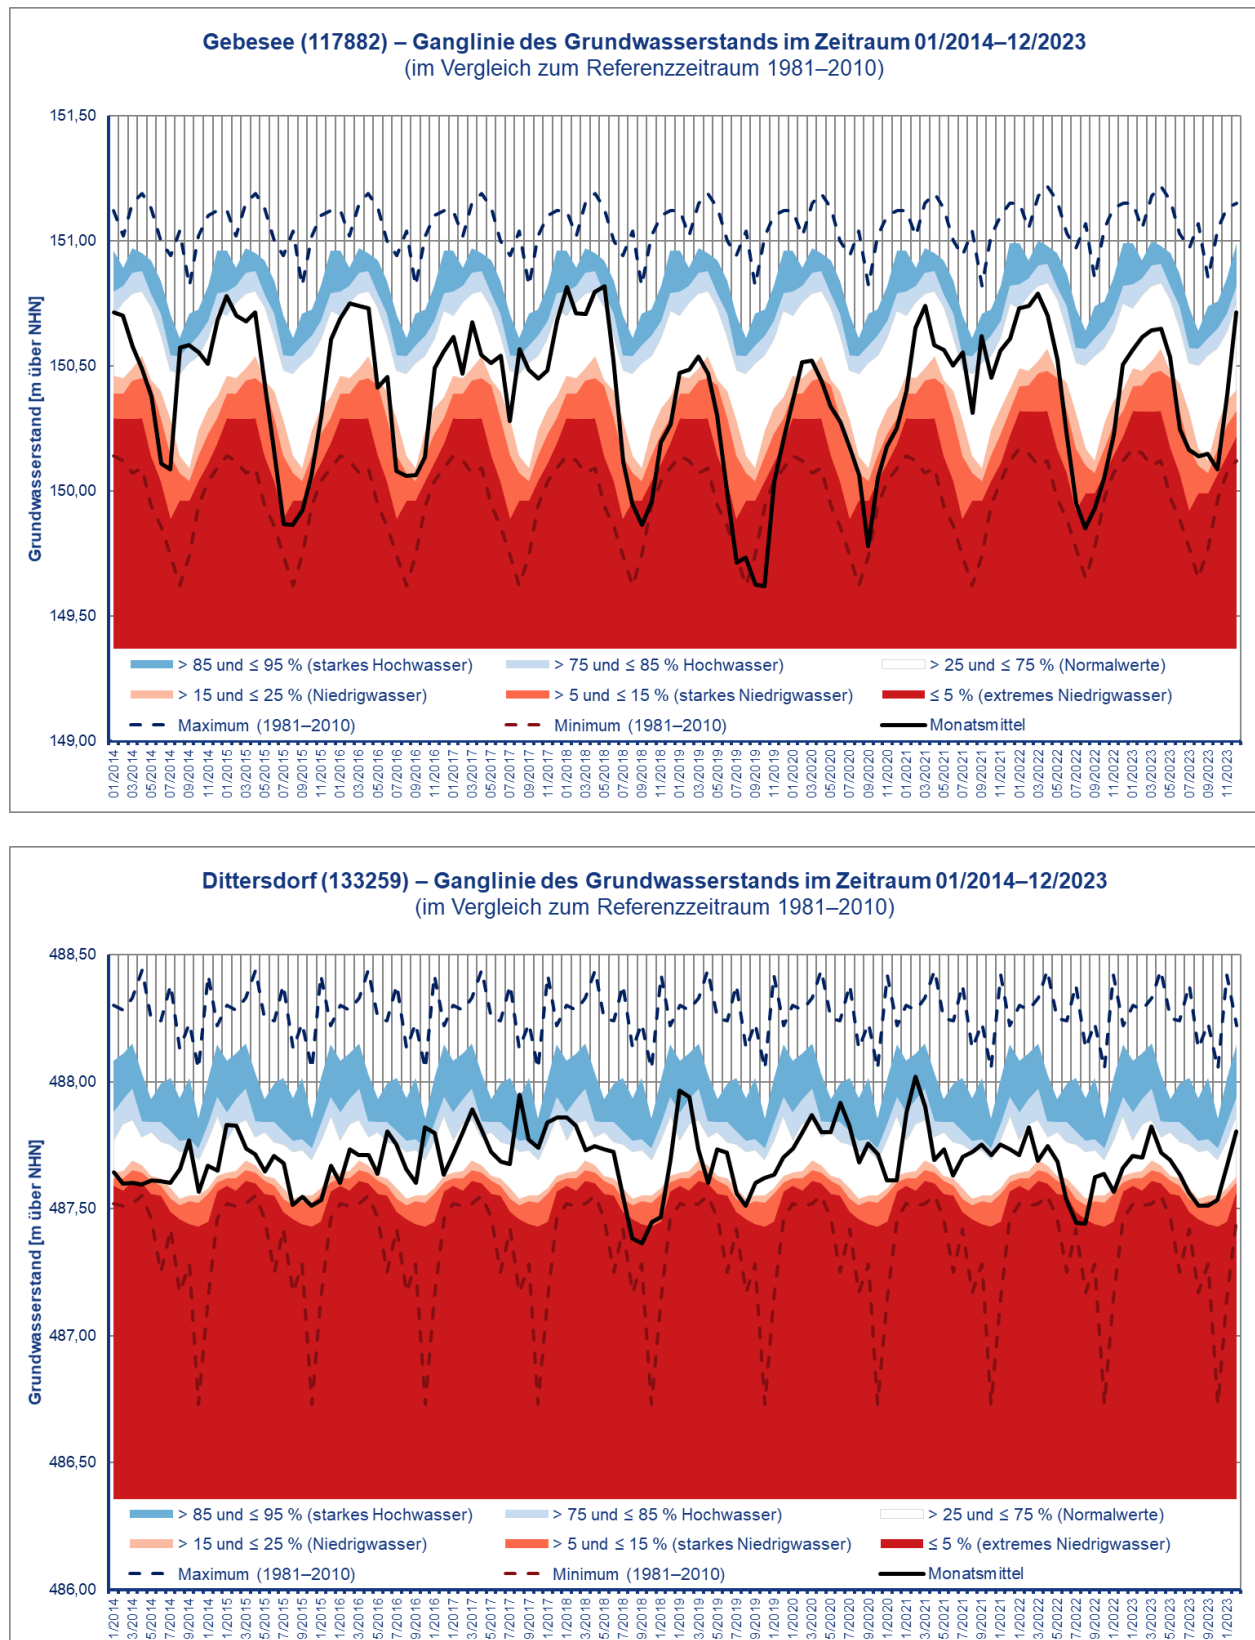 Gebesee (117882) – Ganglinie des Grundwasserstands im Zeitraum 01/2014–12/2023
(im Vergleich zum Referenzzeitraum 1981–2010)
Grundwasserstand [m über NHN]
151,50
151,00
150,50
150,00
149,50
149,00
> 85 und ≤ 95 % (starkes Hochwasser)
> 75 und ≤ 85 % Hochwasser)
> 25 und ≤ 75 % (Normalwerte)
> 15 und ≤ 25 % (Niedrigwasser)
> 5 und ≤ 15 % (starkes Niedrigwasser)
≤ 5 % (extremes Niedrigwasser)
Maximum (1981–2010)
Minimum (1981–2010)
Monatsmittel
01/2014 03/2014 05/2014 07/2014 09/2014 11/2014 01/2015 03/2015 05/2015 07/2015 09/2015 11/2015 01/2016 03/2016 05/2016 07/2016 09/2016 11/2016 01/2017 03/2017 05/2017 07/2017 09/2017 11/2017 01/2018 03/2018 05/2018 07/2018 09/2018 11/2018 01/2019 03/2019 05/2019 07/2019 09/2019 11/2019 01/2020 03/2020 05/2020 07/2020 09/2020 11/2020 01/2021 03/2021 05/2021 07/2021 09/2021 11/2021 01/2022 03/2022 05/2022 07/2022 09/2022 11/2022 01/2023 03/2023 05/2023 07/2023 09/2023 11/2023
Dittersdorf (133259) – Ganglinie des Grundwasserstands im Zeitraum 01/2014–12/2023
(im Vergleich zum Referenzzeitraum 1981–2010)
Grundwasserstand [m über NHN]
488,50
488,00
487,50
487,00
486,50
486,00
> 85 und ≤ 95 % (starkes Hochwasser)
> 75 und ≤ 85 % Hochwasser)
> 25 und ≤ 75 % (Normalwerte)
> 15 und ≤ 25 % (Niedrigwasser)
> 5 und ≤ 15 % (starkes Niedrigwasser)
≤ 5 % (extremes Niedrigwasser)
Maximum (1981–2010)
Minimum (1981–2010)
Monatsmittel